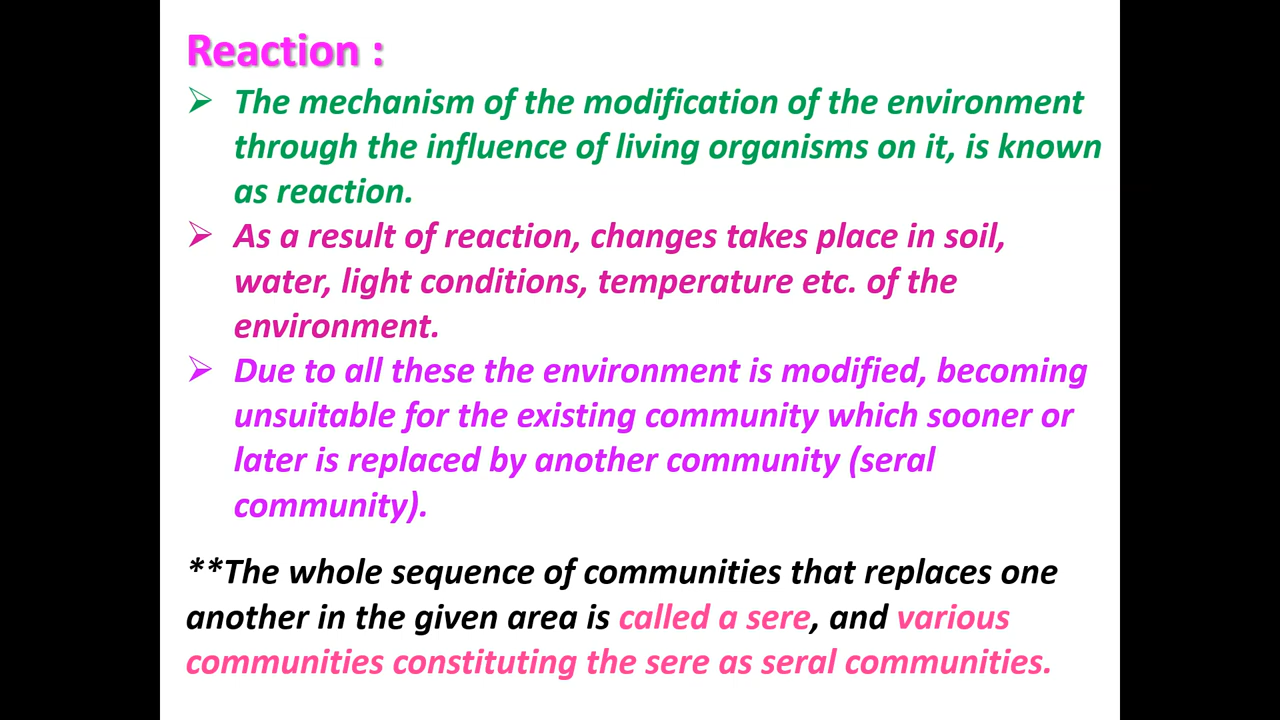 Reaction :
➢ The mechanism of the modification of the environment
through the influence of living organisms on it, is known
as reaction.
➢ As a result of reaction, changes takes place in soil,
water, light conditions, temperature etc. of the
environment.
➢ Due to all these the environment is modified, becoming
unsuitable for the existing community which sooner or
later is replaced by another community (seral
community).
**The whole sequence of communities that replaces one
another in the given area is called a sere, and various
communities constituting the sere as seral communities.